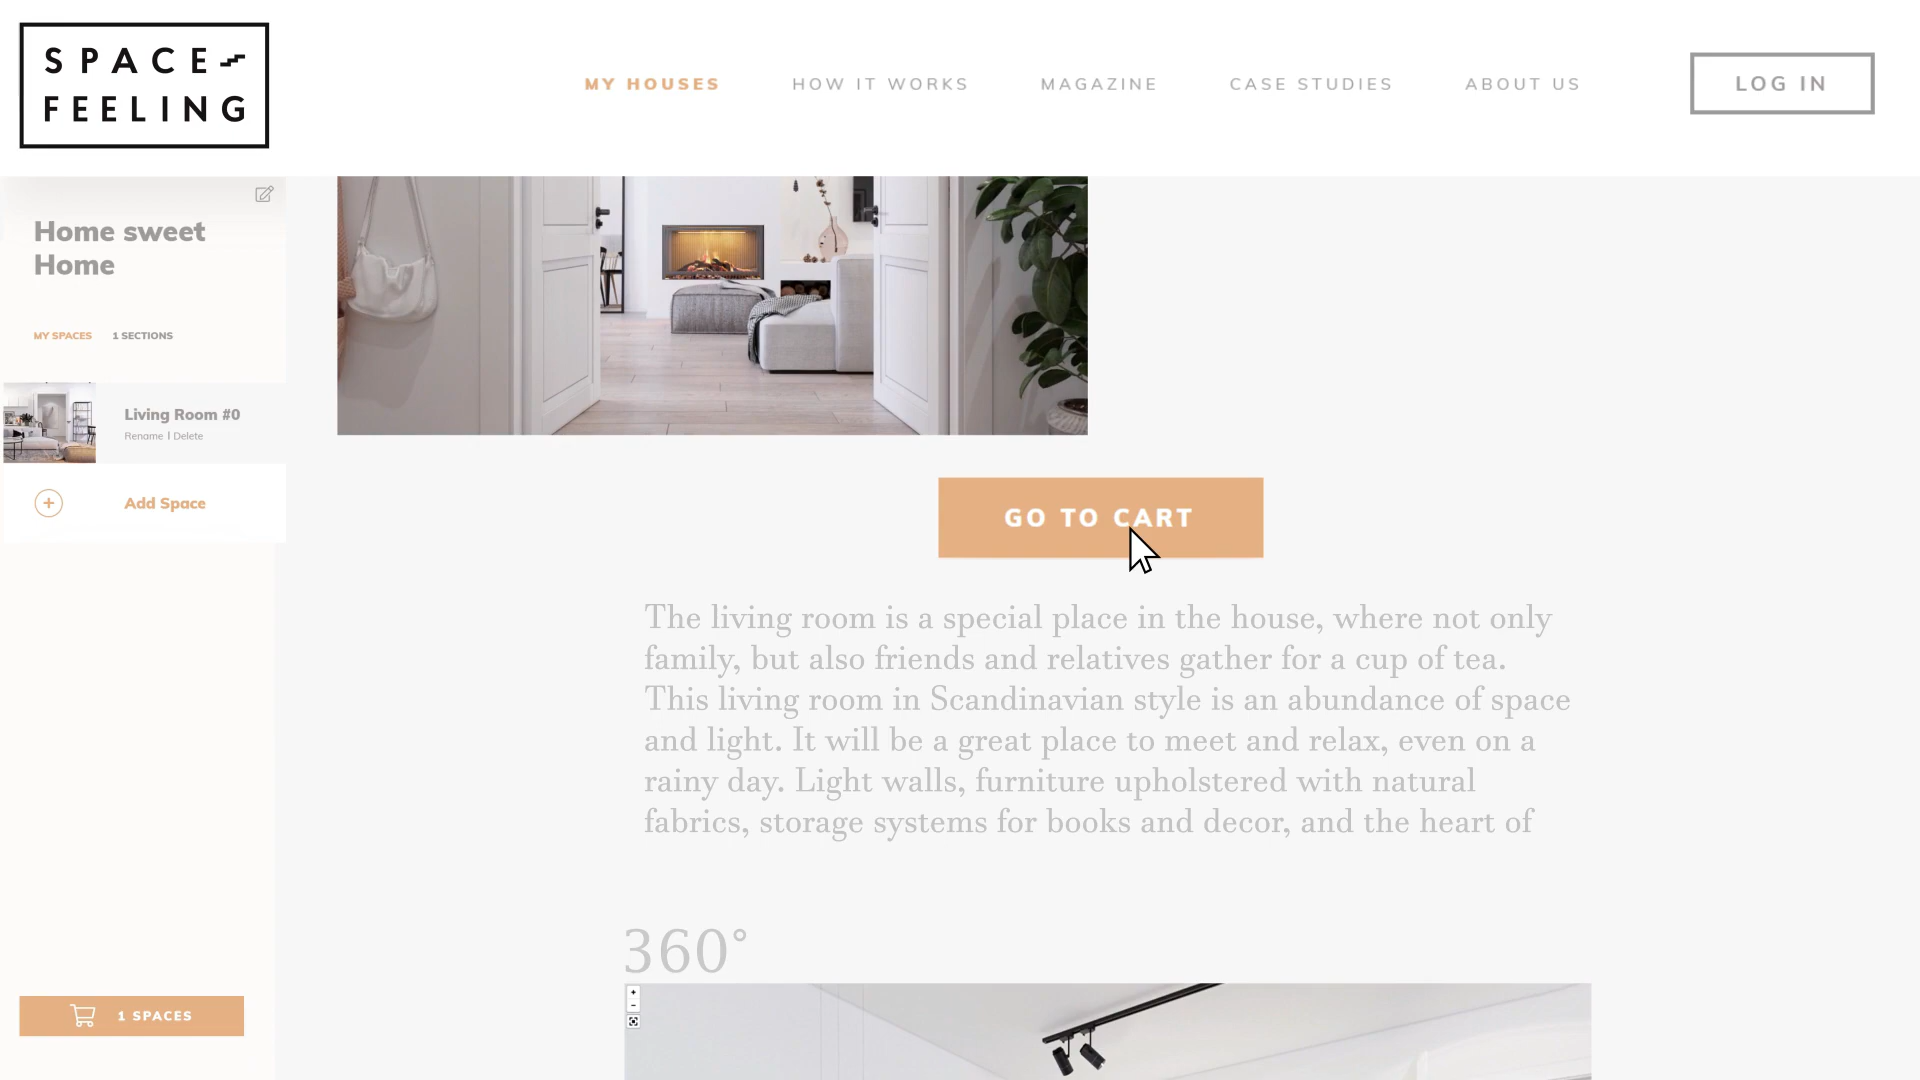 SPACE
FEELING
MY HOUSES
HOW IT WORKS
MAGAZINE
CASE STUDIES
ABOUT US
LOG IN
Home sweet
Home
MY SPACES
1 SECTIONS
Living Room #0
Rename | Delete
+ Add Space
GO TO CART
The living room is a special place in the house, where not only
family, but also friends and relatives gather for a cup of tea.
This living room in Scandinavian style is an abundance of space
and light. It will be a great place to meet and relax, even on a
rainy day. Light walls, furniture upholstered with natural
fabrics, storage systems for books and decor, and the heart of
360°
+
-
1 SPACES